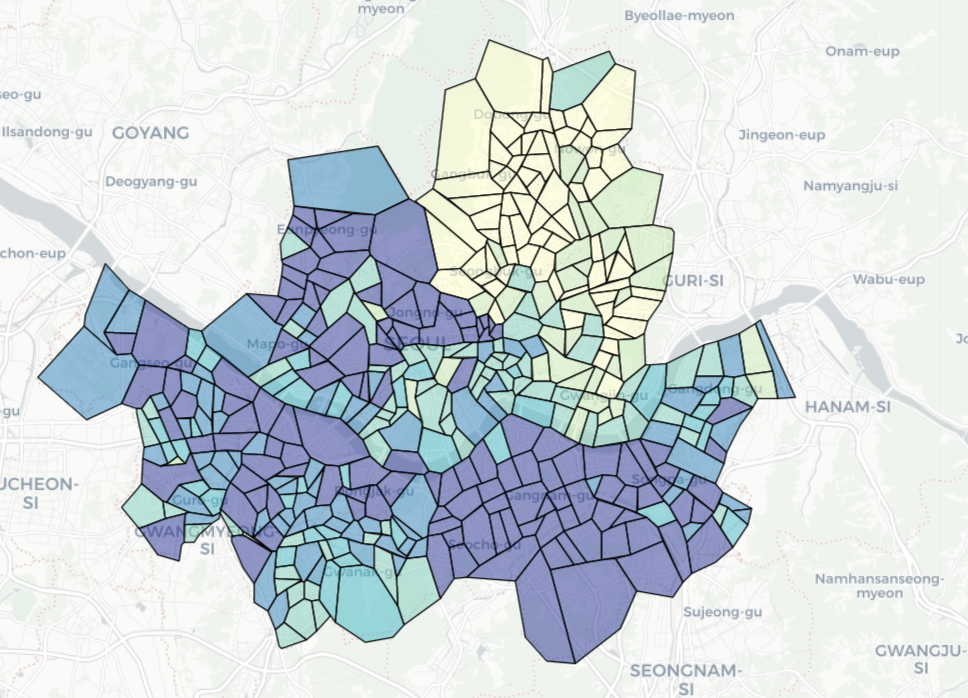 myeon
Byeollae-myeon
Onam-eup
seo-gu
Ilsandong-gu
GOYANG
Jingeon-eup
Dobong-gu
Nowon-gu
Deogyang-gu
Gangbuk-gu
Namyangju-si
Eunpyeong-gu
chon-eup
Seongbuk-gu
GURI-SI
Wabu-eup
Jongno-gu
Mapo-gu
SEOUL
Gangseo-gu
Gwangjin-gu
Gangdong-gu
-gu
HANAM-SI
UCHEON-
SI
Guro-gu
Dongjak-gu
Gangnam-gu
Songpa-gu
GWANGMYEONG-
SI
Seocho-gu
Gwanak-gu
Namhansanseong-
myeon
Sujeong-gu
SEONGNAM-
SI
GWANGJU-
SI